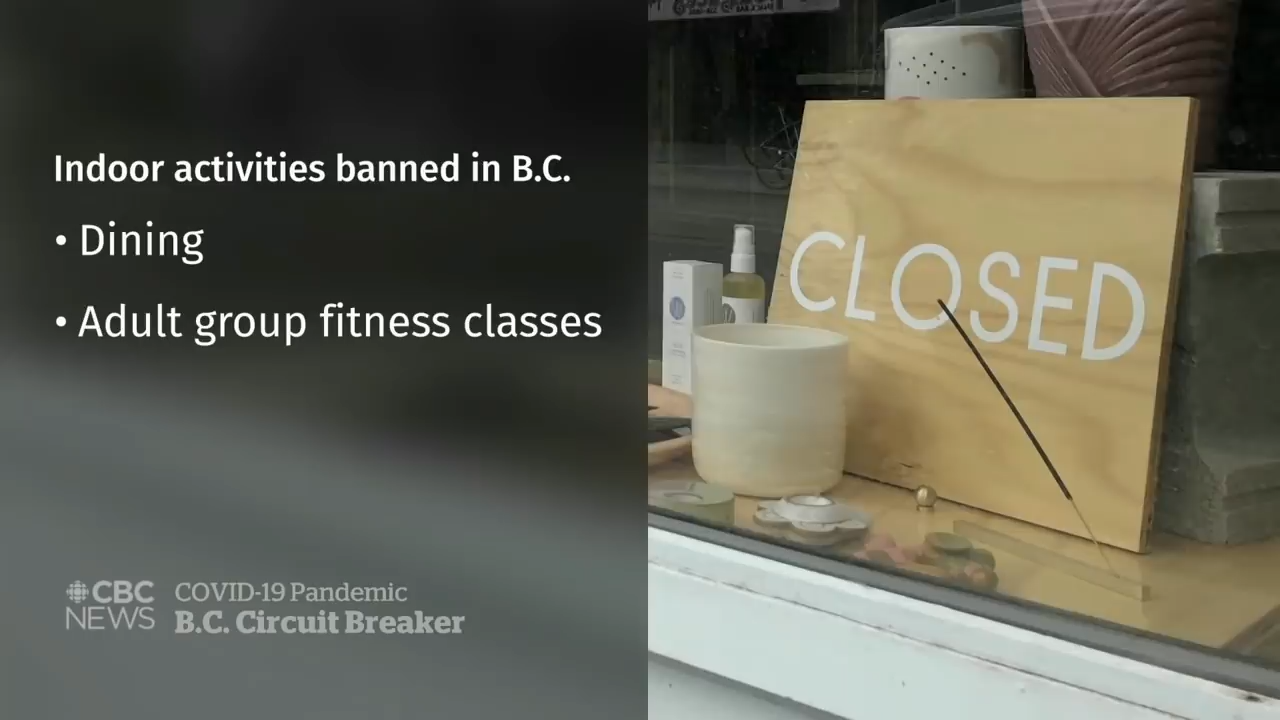 Indoor activities banned in B.C.
• Dining
• Adult group fitness classes
CLOSED
CBC
NEWS
COVID-19 Pandemic
B.C. Circuit Breaker